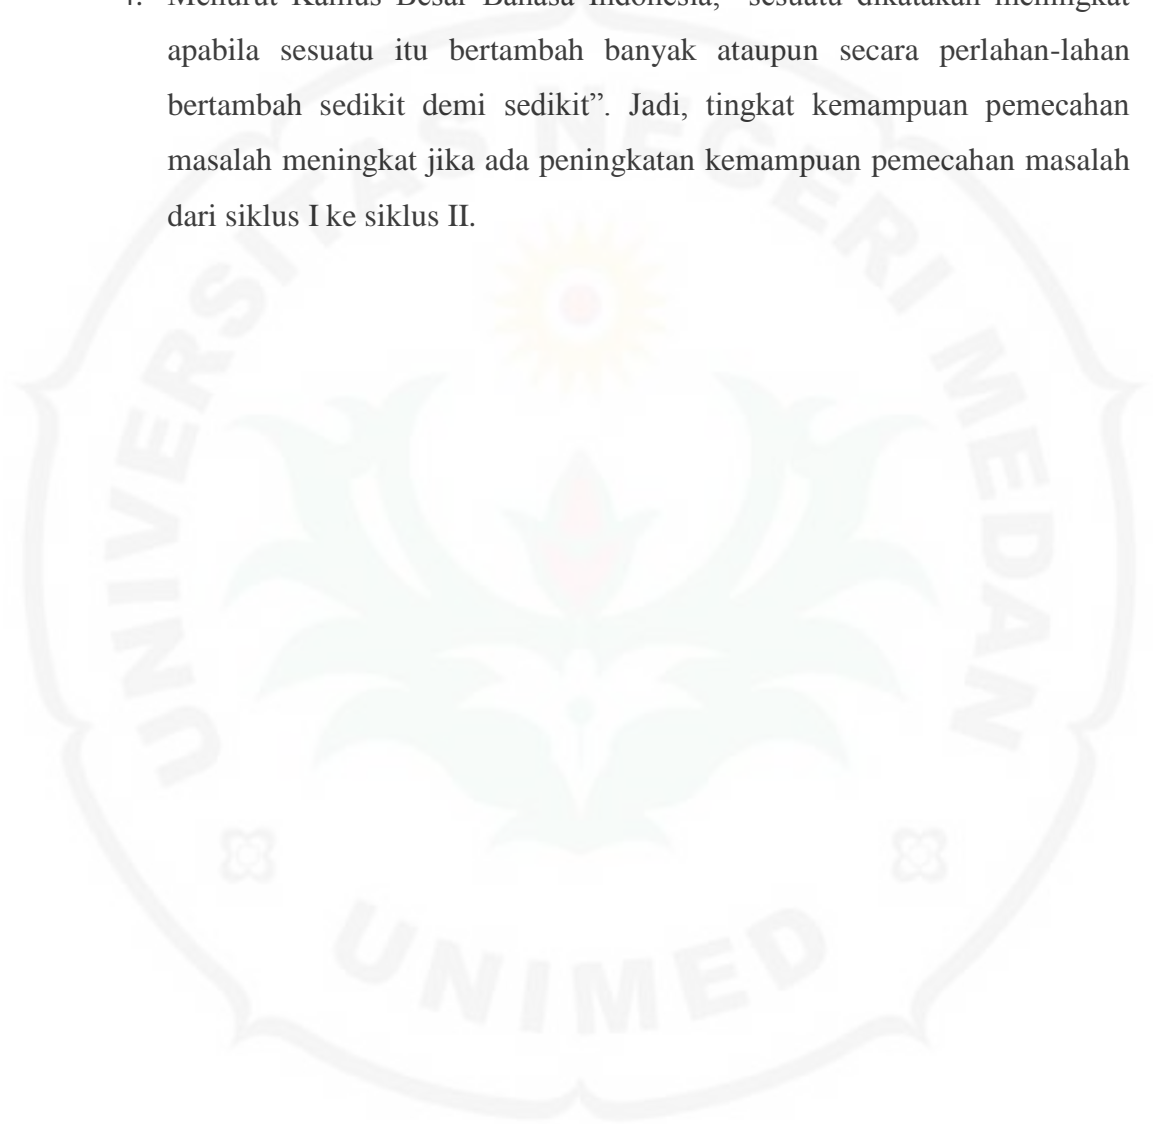 4. Menurut Kamus Besar Bahasa Indonesia, "sesuatu dikatakan meningkat
apabila sesuatu itu bertambah banyak ataupun secara perlahan-lahan
bertambah sedikit demi sedikit”. Jadi, tingkat kemampuan pemecahan
masalah meningkat jika ada peningkatan kemampuan pemecahan masalah
dari siklus I ke siklus II.
UNIVERSITAS NEGERI MEDAN
UNIMED